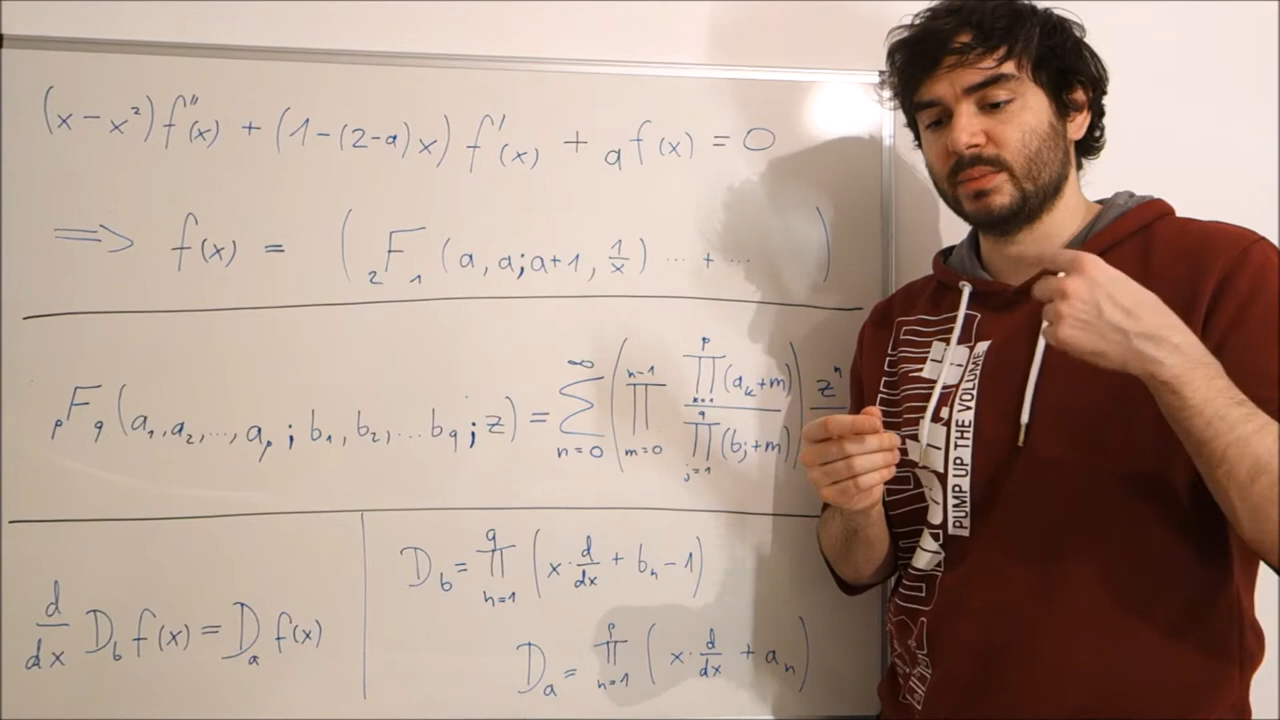 (x-x²)f''(x) + (1-(2-a)x) f'(x) + a f(x) = 0
⟹ f(x) = ( ₂F₁ (a, a; a+1, 1/x) ... + ... )
ₚF_q (a₁, a₂, ..., aₚ ; b₁, b₂, ... b_q ; z) = ∑_{n=0}^{∞} ( ∏_{m=0}^{n-1} ∏_{k=1}^{p} (a_k+m) / ∏_{j=1}^{q} (b_j+m) ) zⁿ
d/dx D_b f(x) = D_a f(x)
D_b = ∏_{n=1}^{q} (x · d/dx + b_n - 1)
D_a = ∏_{n=1}^{p} (x · d/dx + a_n)
PUMP UP THE VOLUME